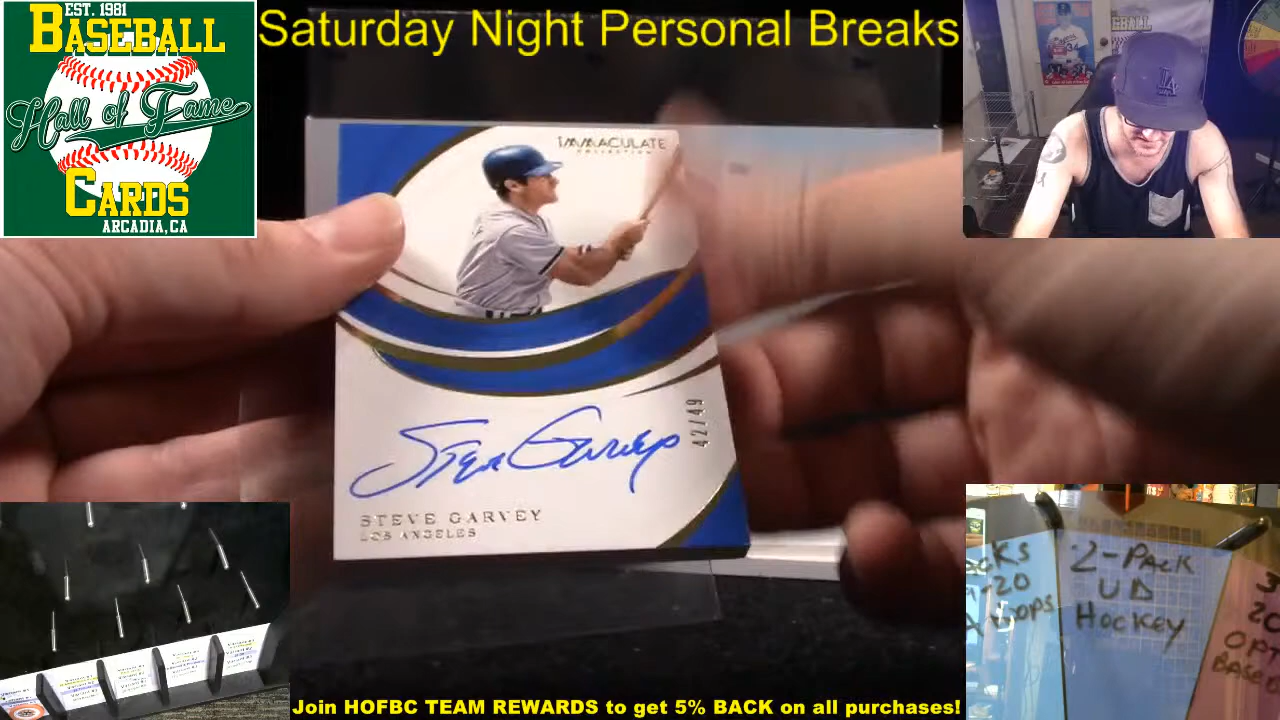 EST. 1981
BASEBALL
Hall of Fame
CARDS
ARCADIA, CA
Saturday Night Personal Breaks
IMMACULATE
COLLECTION
Steve Garvey
42/49
STEVE GARVEY
LOS ANGELES
34
LA
2-PACK
UD
HOCKEY
Join HOFBC TEAM REWARDS to get 5% BACK on all purchases!